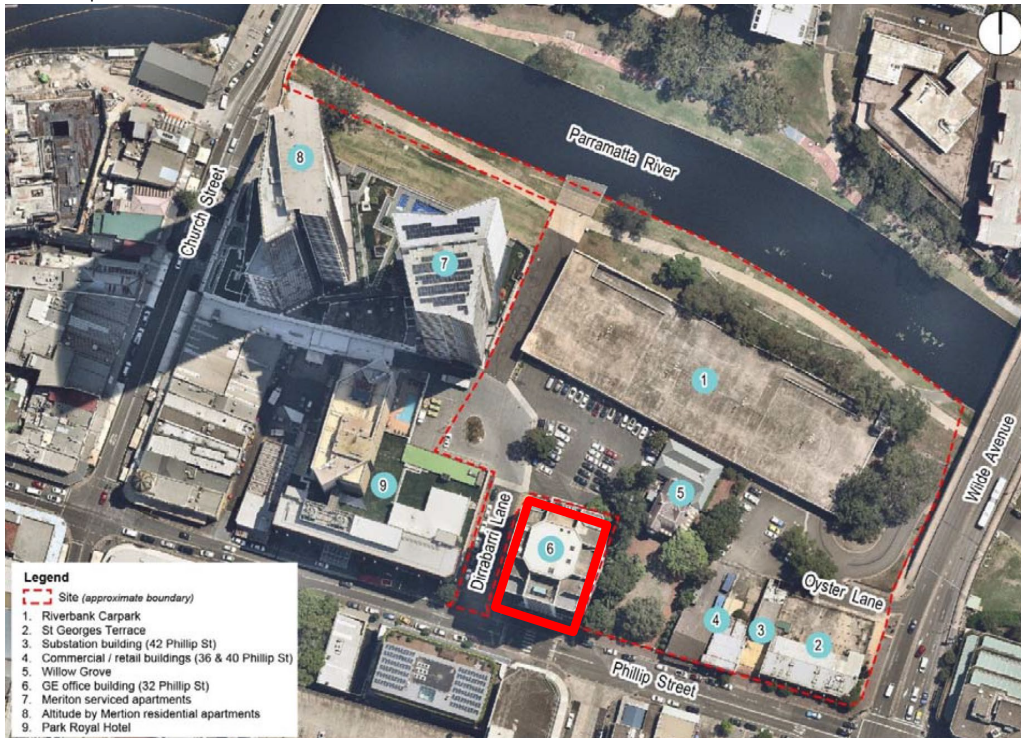 8
Parramatta River
Church Street
7
1
Wilde Avenue
9
5
Dirrabarri Lane
6
Oyster Lane
4
3
2
Phillip Street
Legend
Site (approximate boundary)
1. Riverbank Carpark
2. St Georges Terrace
3. Substation building (42 Phillip St)
4. Commercial / retail buildings (36 & 40 Phillip St)
5. Willow Grove
6. GE office building (32 Phillip St)
7. Meriton serviced apartments
8. Altitude by Mertion residential apartments
9. Park Royal Hotel